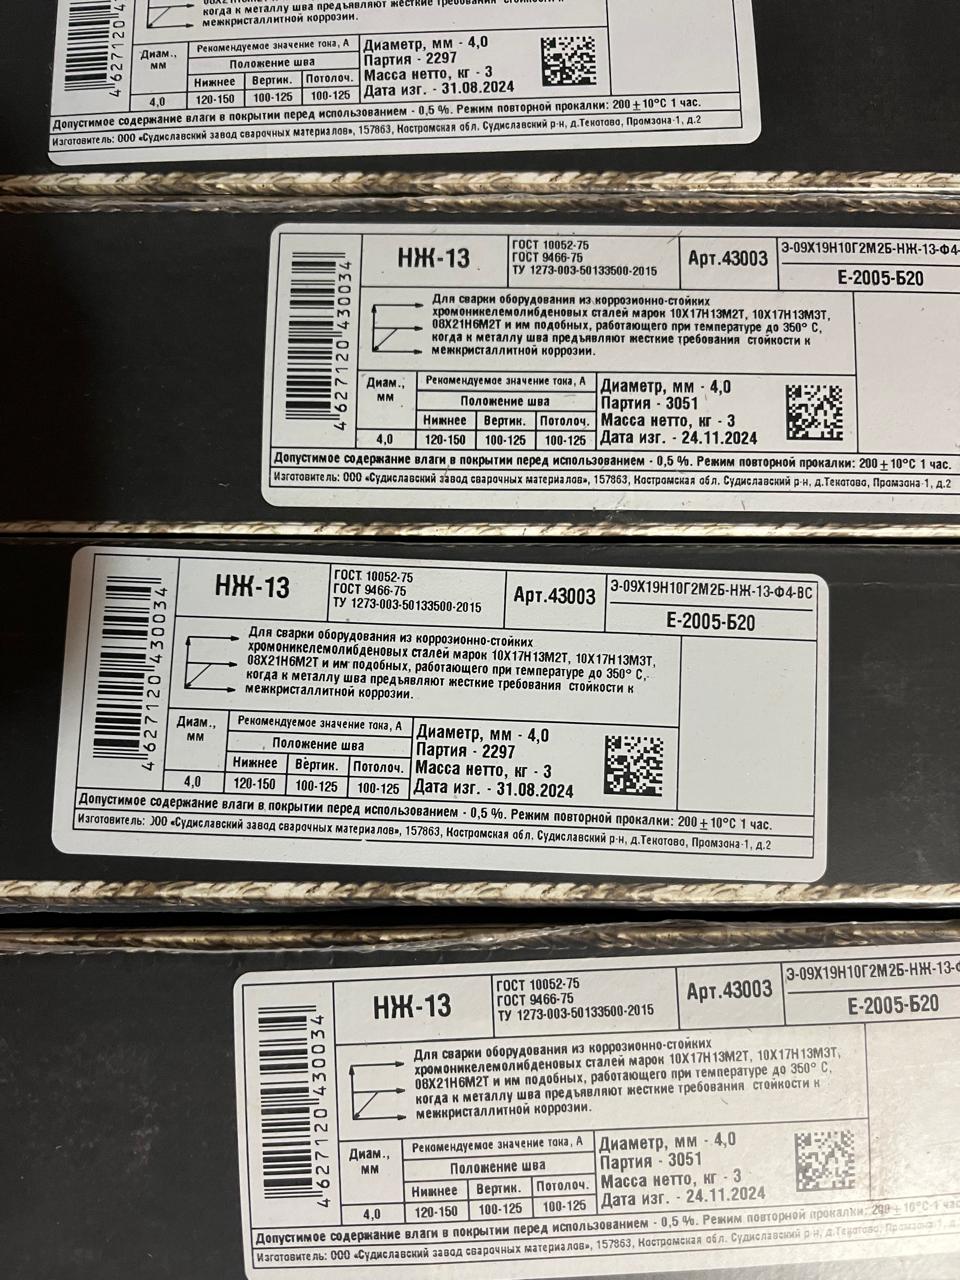 когда к металлу шва предъявляют жесткие требования стойкости к
межкристаллитной коррозии.
Диам.,
мм
Рекомендуемое значение тока, А
Положение шва
Нижнее Вертик. Потолоч.
4,0 120-150 100-125 100-125
Диаметр, мм - 4,0
Партия - 2297
Масса нетто, кг - 3
Дата изг. - 31.08.2024
Допустимое содержание влаги в покрытии перед использованием - 0,5 %. Режим повторной прокалки: 200±10°С 1 час.
Изготовитель: ООО «Судиславский завод сварочных материалов», 157863, Костромская обл. Судиславский р-н, д.Текотово, Промзона-1, д.2
4 627120 430034
НЖ-13
ГОСТ 10052-75
ГОСТ 9466-75
ТУ 1273-003-50133500-2015
Арт.43003
Э-09Х19Н10Г2М2Б-НЖ-13-Ф4-
Е-2005-Б20
Для сварки оборудования из коррозионно-стойких
хромоникелемолибденовых сталей марок 10Х17Н13М2Т, 10Х17Н13М3Т,
08Х21Н6М2Т и им подобных, работающего при температуре до 350° С,
когда к металлу шва предъявляют жесткие требования стойкости к
межкристаллитной коррозии.
Диам.,
мм
Рекомендуемое значение тока, А
Положение шва
Нижнее Вертик. Потолоч.
4,0 120-150 100-125 100-125
Диаметр, мм - 4,0
Партия - 3051
Масса нетто, кг - 3
Дата изг. - 24.11.2024
Допустимое содержание влаги в покрытии перед использованием - 0,5 %. Режим повторной прокалки: 200±10°С 1 час.
Изготовитель: ООО «Судиславский завод сварочных материалов», 157863, Костромская обл. Судиславский р-н, д.Текотово, Промзона-1, д.2
4 627120 430034
НЖ-13
ГОСТ 10052-75
ГОСТ 9466-75
ТУ 1273-003-50133500-2015
Арт.43003
Э-09Х19Н10Г2М2Б-НЖ-13-Ф4-ВС
Е-2005-Б20
Для сварки оборудования из коррозионно-стойких
хромоникелемолибденовых сталей марок 10Х17Н13М2Т, 10Х17Н13М3Т,
08Х21Н6М2Т и им подобных, работающего при температуре до 350° С,
когда к металлу шва предъявляют жесткие требования стойкости к
межкристаллитной коррозии.
Диам.,
мм
Рекомендуемое значение тока, А
Положение шва
Нижнее Вертик. Потолоч.
4,0 120-150 100-125 100-125
Диаметр, мм - 4,0
Партия - 2297
Масса нетто, кг - 3
Дата изг. - 31.08.2024
Допустимое содержание влаги в покрытии перед использованием - 0,5 %. Режим повторной прокалки: 200±10°С 1 час.
Изготовитель: ООО «Судиславский завод сварочных материалов», 157863, Костромская обл. Судиславский р-н, д.Текотово, Промзона-1, д.2
4 627120 430034
НЖ-13
ГОСТ 10052-75
ГОСТ 9466-75
ТУ 1273-003-50133500-2015
Арт.43003
Э-09Х19Н10Г2М2Б-НЖ-13-
Е-2005-Б20
Для сварки оборудования из коррозионно-стойких
хромоникелемолибденовых сталей марок 10Х17Н13М2Т, 10Х17Н13М3Т,
08Х21Н6М2Т и им подобных, работающего при температуре до 350° С,
когда к металлу шва предъявляют жесткие требования стойкости к
межкристаллитной коррозии.
Диам.,
мм
Рекомендуемое значение тока, А
Положение шва
Нижнее Вертик. Потолоч.
4,0 120-150 100-125 100-125
Диаметр, мм - 4,0
Партия - 3051
Масса нетто, кг - 3
Дата изг. - 24.11.2024
Допустимое содержание влаги в покрытии перед использованием - 0,5 %. Режим повторной прокалки: 200±10°С 1 час.
Изготовитель: ООО «Судиславский завод сварочных материалов», 157863, Костромская обл. Судиславский р-н, д.Текотово, Промзона-1, д.2